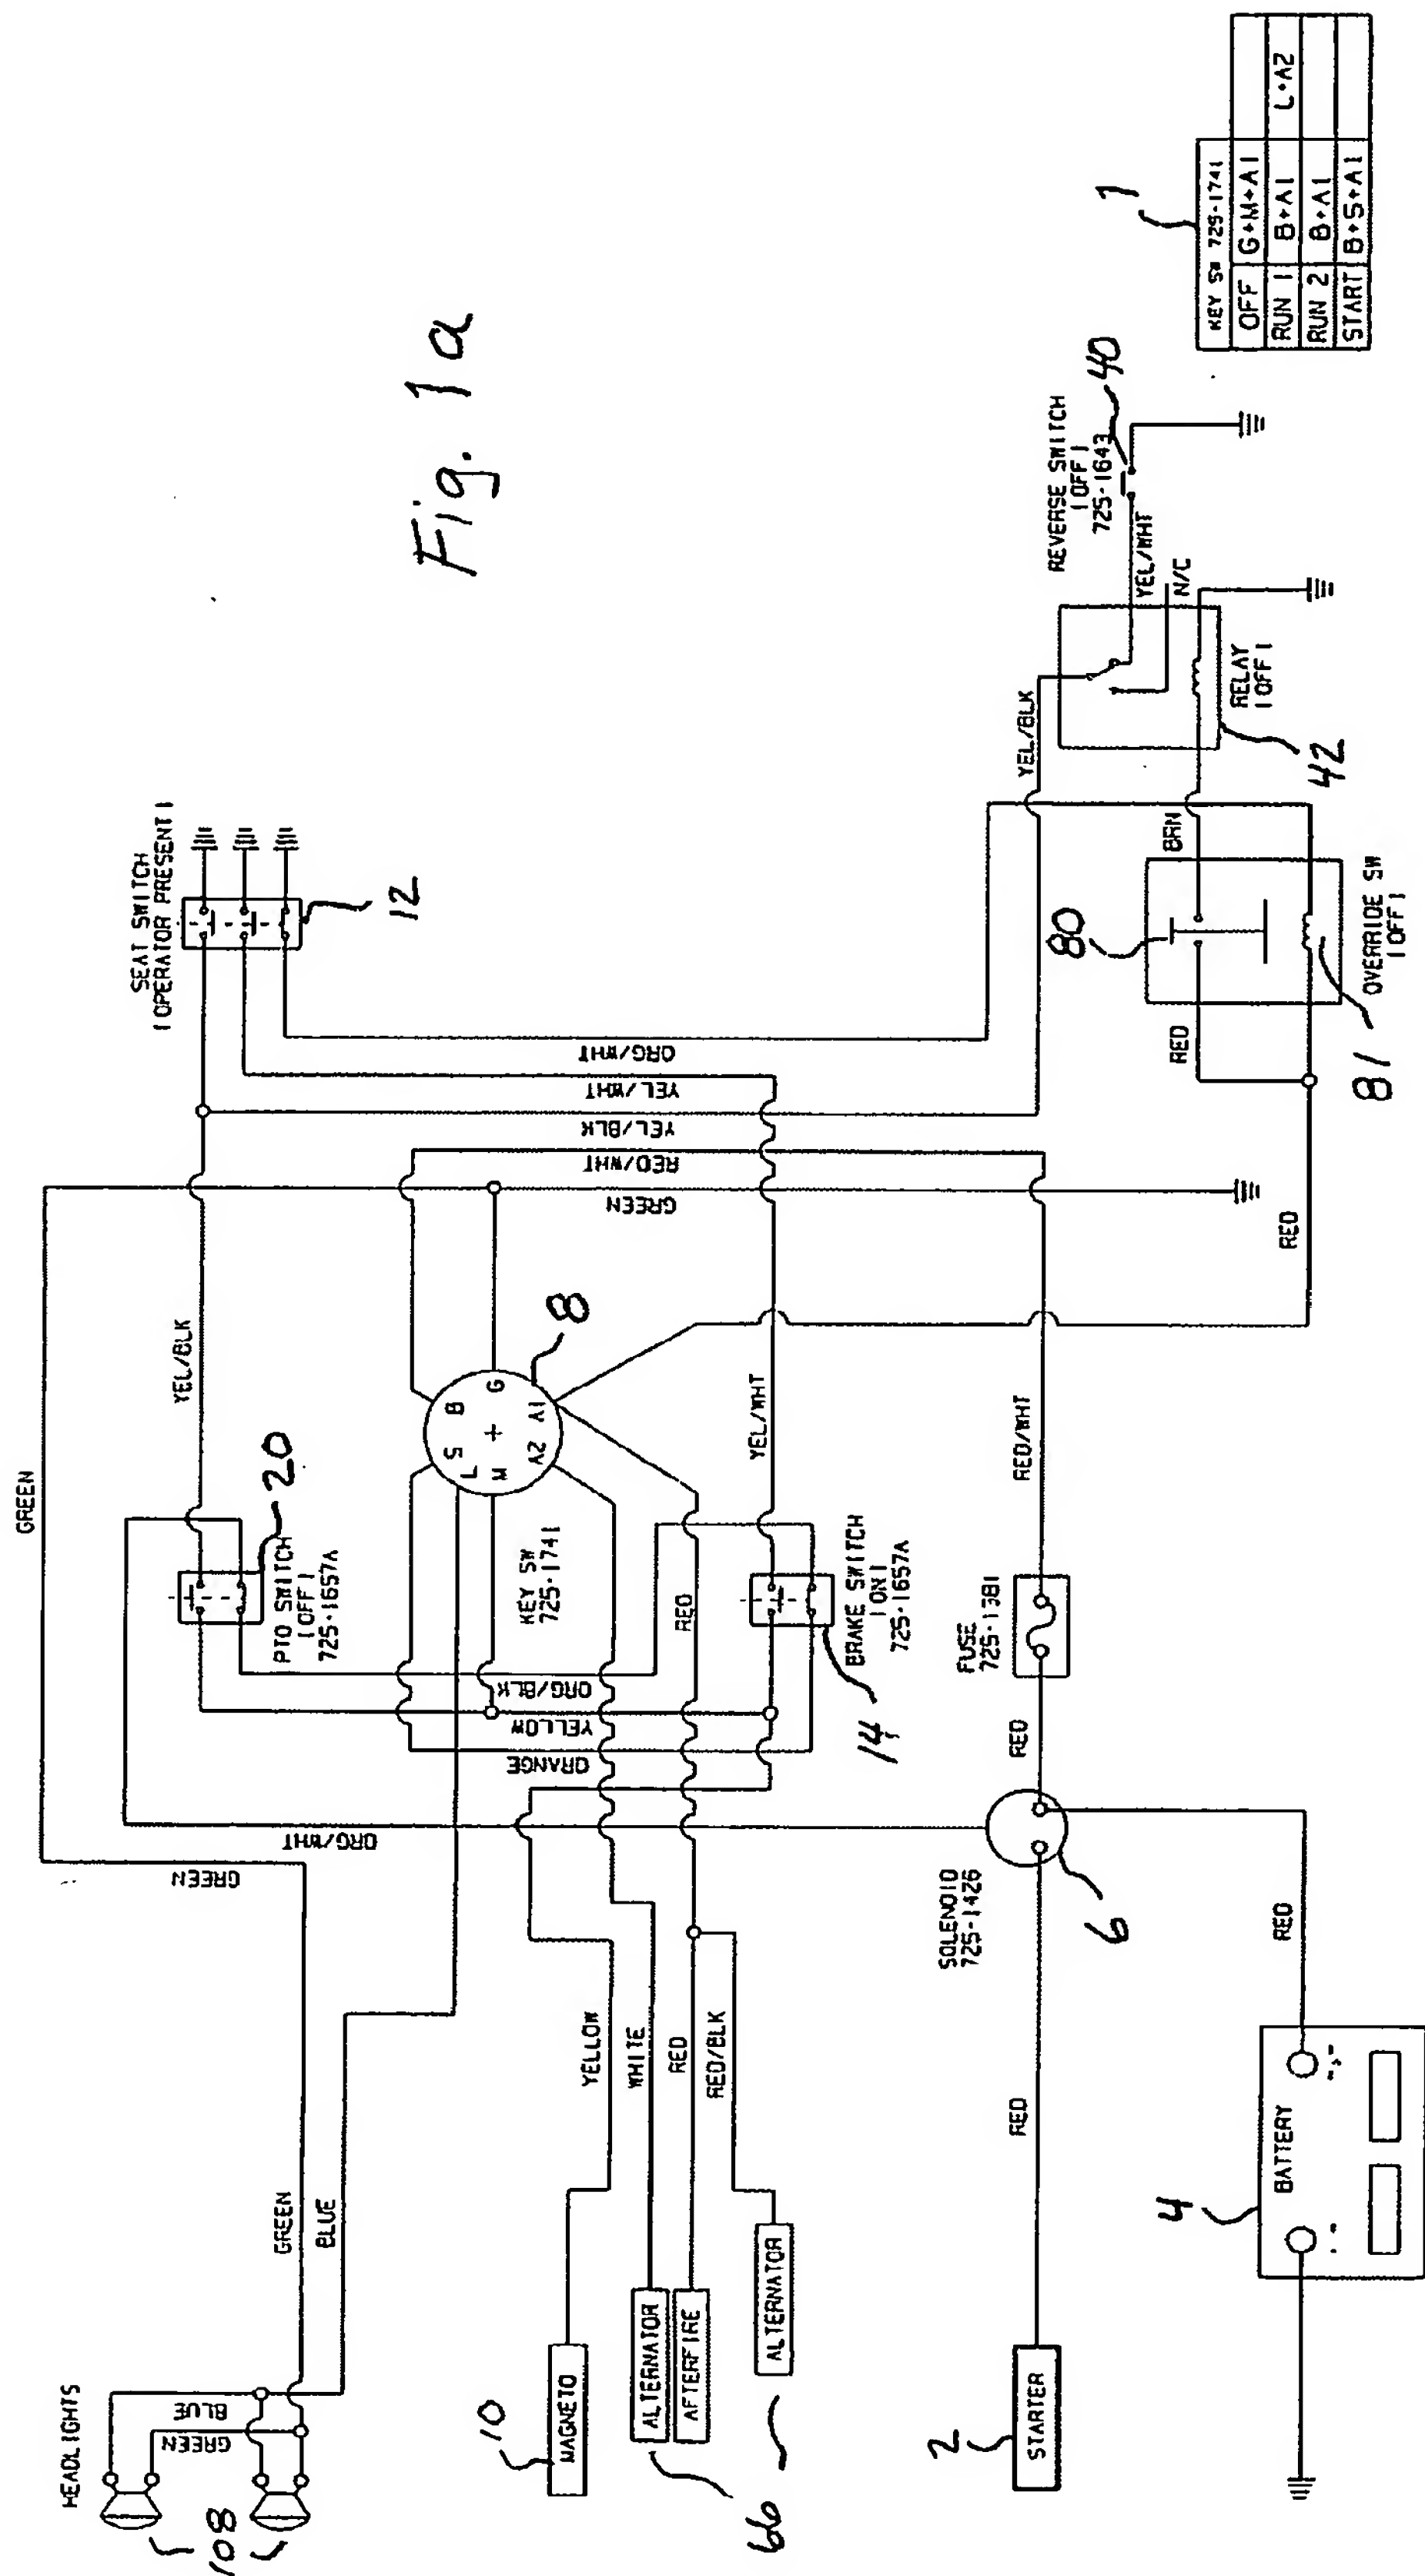 HEADLIGHTS
108
BLUE
GREEN
GREEN
BLUE
GREEN
GREEN
ORG/WHT
10
MAGNETO
YELLOW
ALTERNATOR
WHITE
AFTERFIRE
RED
ALTERNATOR
RED/BLK
66
2
STARTER
RED
SOLENOID
725-1426
6
4
BATTERY
RED
RED
FUSE
725-1381
RED/WHT
PTO SWITCH
(OFF)
725-1657A
20
YEL/BLK
ORG/BLK
YELLOW
ORANGE
KEY SW
725-1741
8
B
S
L
M
G
A1
A2
RED
BRAKE SWITCH
(ON)
725-1657A
14
YEL/WHT
SEAT SWITCH
(OPERATOR PRESENT)
12
ORG/WHT
YEL/WHT
YEL/BLK
RED/WHT
GREEN
RED
RED
80
81
OVERRIDE SW
(OFF)
BRN
YEL/BLK
RELAY
(OFF)
42
N/C
YEL/WHT
REVERSE SWITCH
(OFF)
725-1643
40
Fig. 1a
1
KEY SW 725-1741
OFF G+M+A1
RUN 1 B+A1 L+A2
RUN 2 B+A1
START B+S+A1